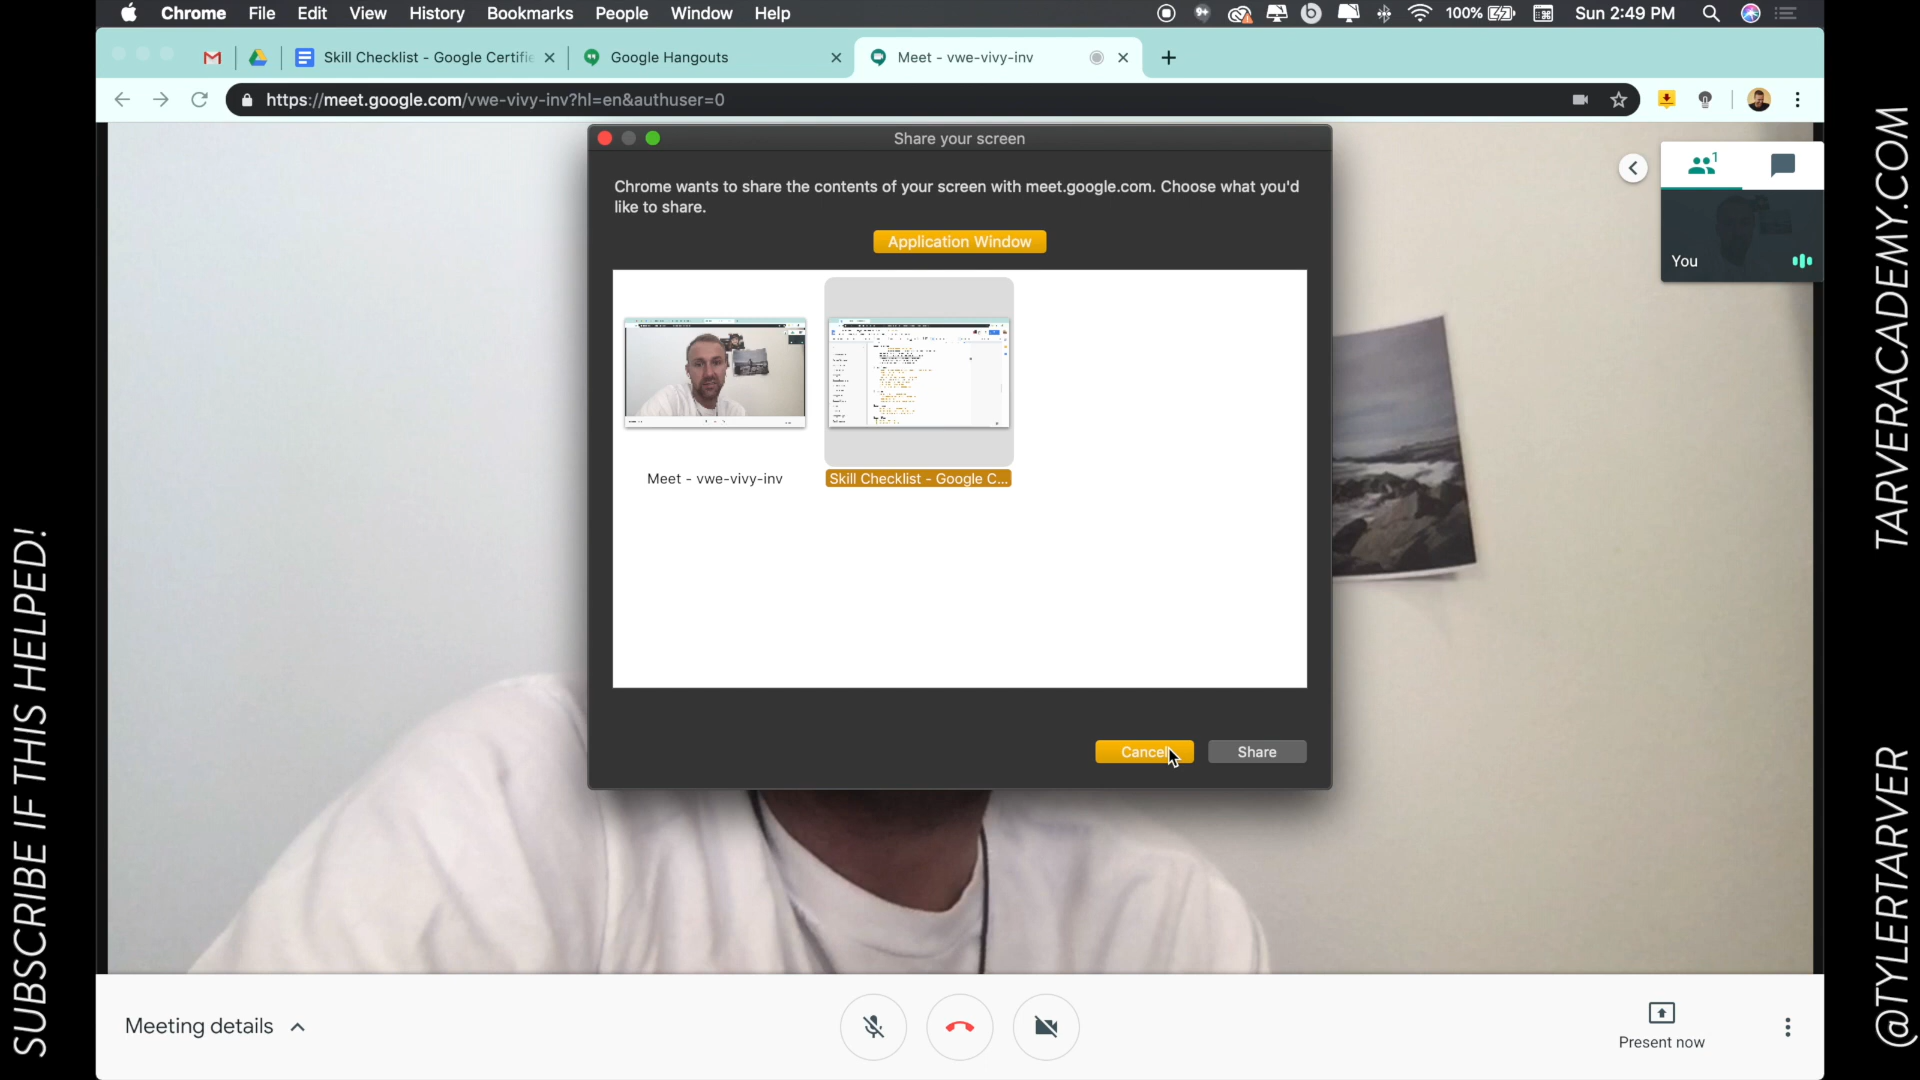 Chrome File Edit View History Bookmarks People Window Help
9+ 100% Sun 2:49 PM
Skill Checklist - Google Certifie
Google Hangouts
Meet - vwe-vivy-inv
https://meet.google.com/vwe-vivy-inv?hl=en&authuser=0
Share your screen
Chrome wants to share the contents of your screen with meet.google.com. Choose what you'd
like to share.
Application Window
Meet - vwe-vivy-inv
Skill Checklist - Google C...
Cancel
Share
1
You
Meeting details
Present now
SUBSCRIBE IF THIS HELPED!
TARVERACADEMY.COM
@TYLERTARVER